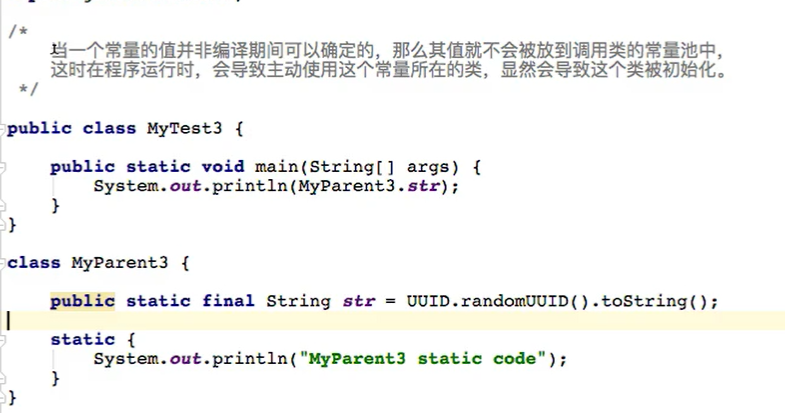 /*
当一个常量的值并非编译期间可以确定的，那么其值就不会被放到调用类的常量池中，
这时在程序运行时，会导致主动使用这个常量所在的类，显然会导致这个类被初始化。
*/
public class MyTest3 {
public static void main(String[] args) {
System.out.println(MyParent3.str);
}
}
class MyParent3 {
public static final String str = UUID.randomUUID().toString();
static {
System.out.println("MyParent3 static code");
}
}